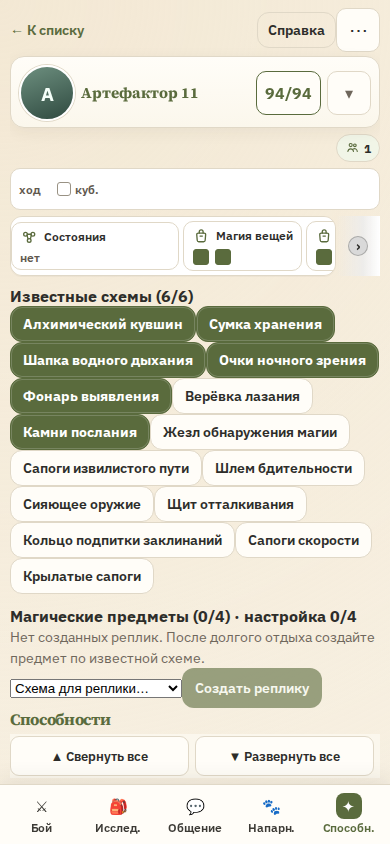 ← К списку
Справка
...
А
Артефактор 11
94/94
▼
1
ход
куб.
Состояния
Магия вещей
нет
›
Известные схемы (6/6)
Алхимический кувшин
Сумка хранения
Шапка водного дыхания
Очки ночного зрения
Фонарь выявления
Верёвка лазания
Камни послания
Жезл обнаружения магии
Сапоги извилистого пути
Шлем бдительности
Сияющее оружие
Щит отталкивания
Кольцо подпитки заклинаний
Сапоги скорости
Крылатые сапоги
Магические предметы (0/4) · настройка 0/4
Нет созданных реплик. После долгого отдыха создайте
предмет по известной схеме.
Схема для реплики...
Создать реплику
Способности
▲ Свернуть все
▼ Развернуть все
Бой
Исслед.
Общение
Напарн.
Способн.